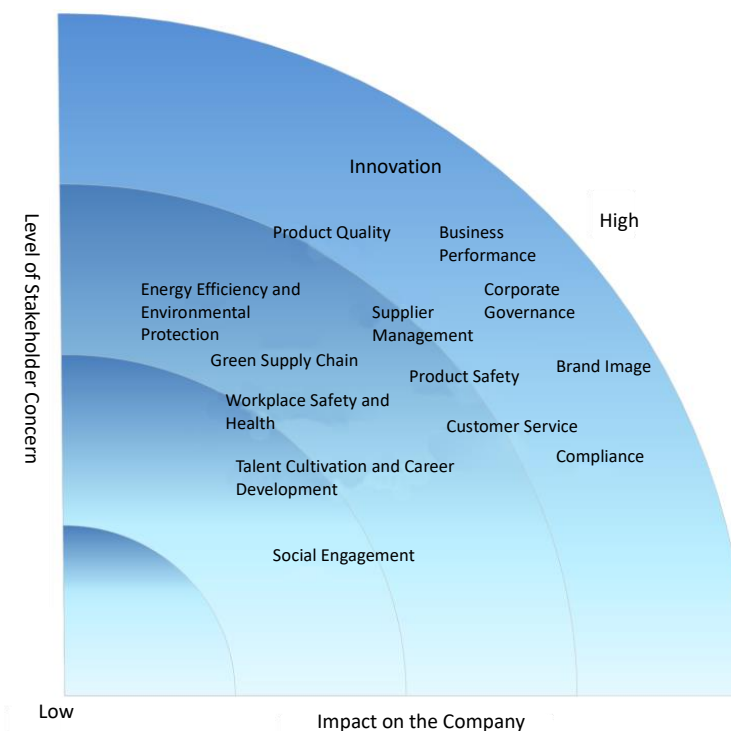 Innovation
High
Level of Stakeholder Concern
Product Quality
Business
Performance
Energy Efficiency and
Environmental
Protection
Corporate
Governance
Supplier
Management
Green Supply Chain
Brand Image
Product Safety
Workplace Safety and
Health
Customer Service
Compliance
Talent Cultivation and Career
Development
Social Engagement
Low
Impact on the Company